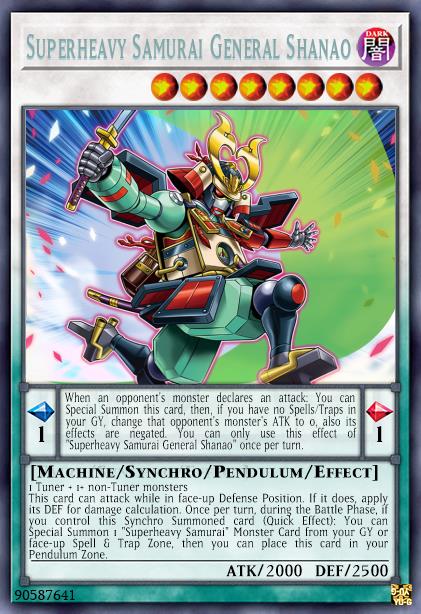 SUPERHEAVY SAMURAI GENERAL SHANAO
DARK
闇
When an opponent's monster declares an attack: You can
Special Summon this card, then, if you have no Spells/Traps in
your GY, change that opponent's monster's ATK to 0, also its
effects are negated. You can only use this effect of
"Superheavy Samurai General Shanao" once per turn.
1
1
[MACHINE/SYNCHRO/PENDULUM/EFFECT]
1 Tuner + 1+ non-Tuner monsters
This card can attack while in face-up Defense Position. If it does, apply
its DEF for damage calculation. Once per turn, during the Battle Phase, if
you control this Synchro Summoned card (Quick Effect): You can
Special Summon 1 "Superheavy Samurai" Monster Card from your GY or
face-up Spell & Trap Zone, then you can place this card in your
Pendulum Zone.
ATK/2000 DEF/2500
90587641